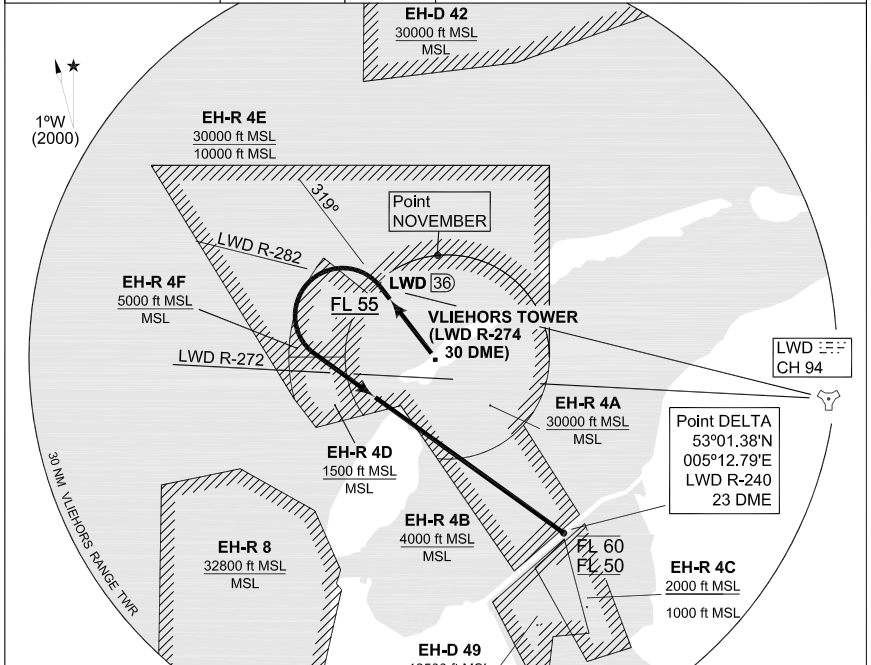 EH-D 42
30000 ft MSL
MSL
1ºW
(2000)
EH-R 4E
30000 ft MSL
10000 ft MSL
319º
Point
NOVEMBER
LWD R-282
EH-R 4F
5000 ft MSL
MSL
LWD 36
FL 55
VLIEHORS TOWER
(LWD R-274
30 DME)
LWD R-272
LWD
CH 94
EH-R 4A
30000 ft MSL
MSL
Point DELTA
53º01.38'N
005º12.79'E
LWD R-240
23 DME
EH-R 4D
1500 ft MSL
MSL
30 NM VLIEHORS RANGE TWR
EH-R 4B
4000 ft MSL
MSL
EH-R 8
32800 ft MSL
MSL
FL 60
FL 50
EH-R 4C
2000 ft MSL
1000 ft MSL
EH-D 49